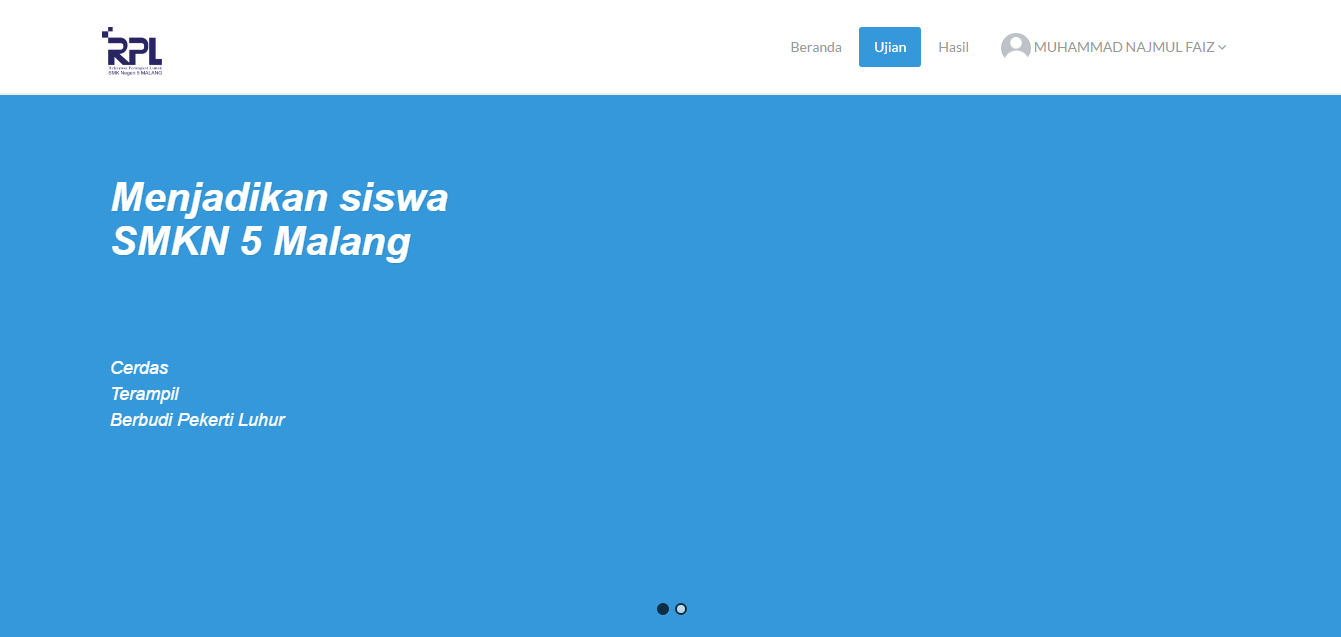 RPL
Rekayasa Perangkat Lunak
SMK Negeri 5 MALANG
Beranda
Ujian
Hasil
MUHAMMAD NAJMUL FAIZ
Menjadikan siswa
SMKN 5 Malang
Cerdas
Terampil
Berbudi Pekerti Luhur